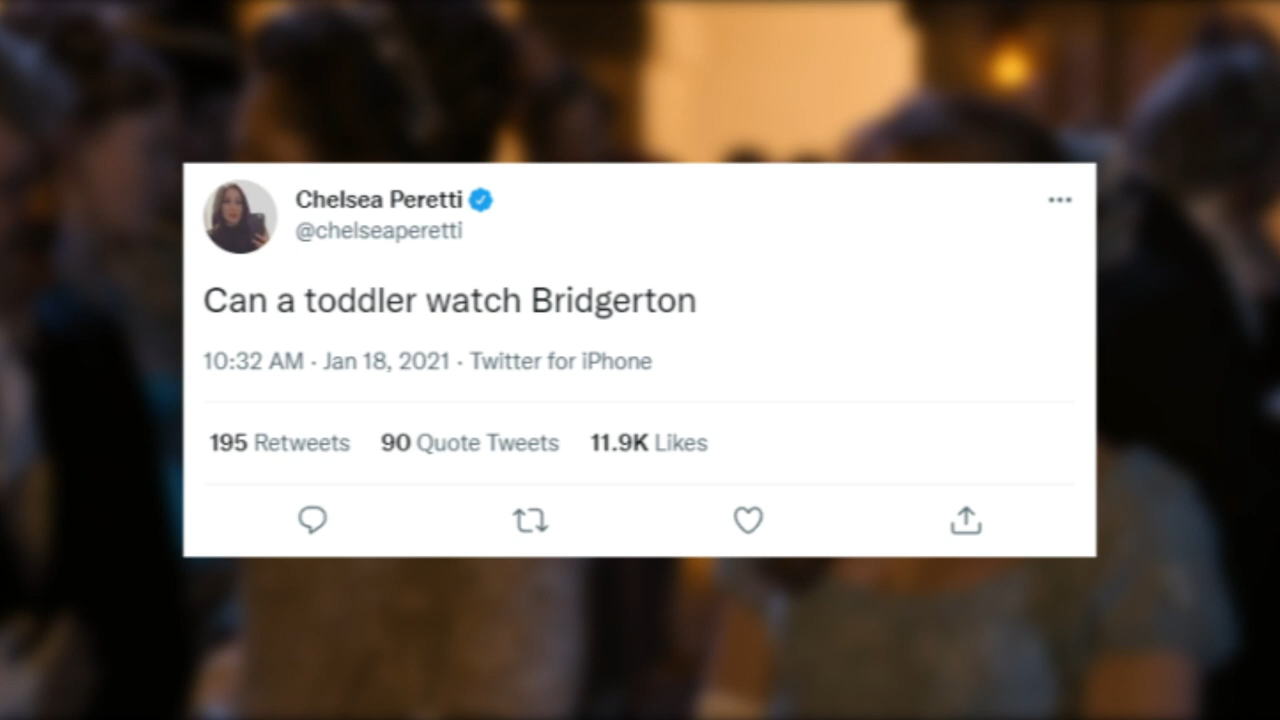 Chelsea Peretti
@chelseaperetti
Can a toddler watch Bridgerton
10:32 AM · Jan 18, 2021 · Twitter for iPhone
195 Retweets 90 Quote Tweets 11.9K Likes